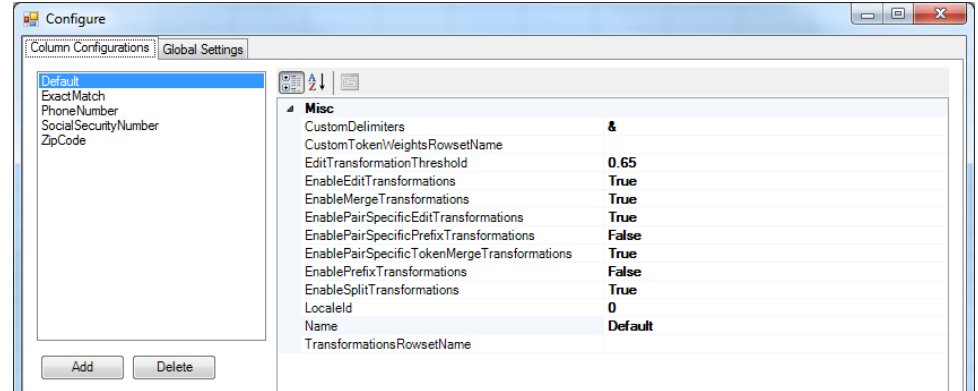 Configure
Column Configurations Global Settings
Default
ExactMatch
PhoneNumber
SocialSecurityNumber
ZipCode
Misc
CustomDelimiters &
CustomTokenWeightsRowsetName
EditTransformationThreshold 0.65
EnableEditTransformations True
EnableMergeTransformations True
EnablePairSpecificEditTransformations True
EnablePairSpecificPrefixTransformations False
EnablePairSpecificTokenMergeTransformations True
EnablePrefixTransformations False
EnableSplitTransformations True
LocaleId 0
Name Default
TransformationsRowsetName
Add Delete